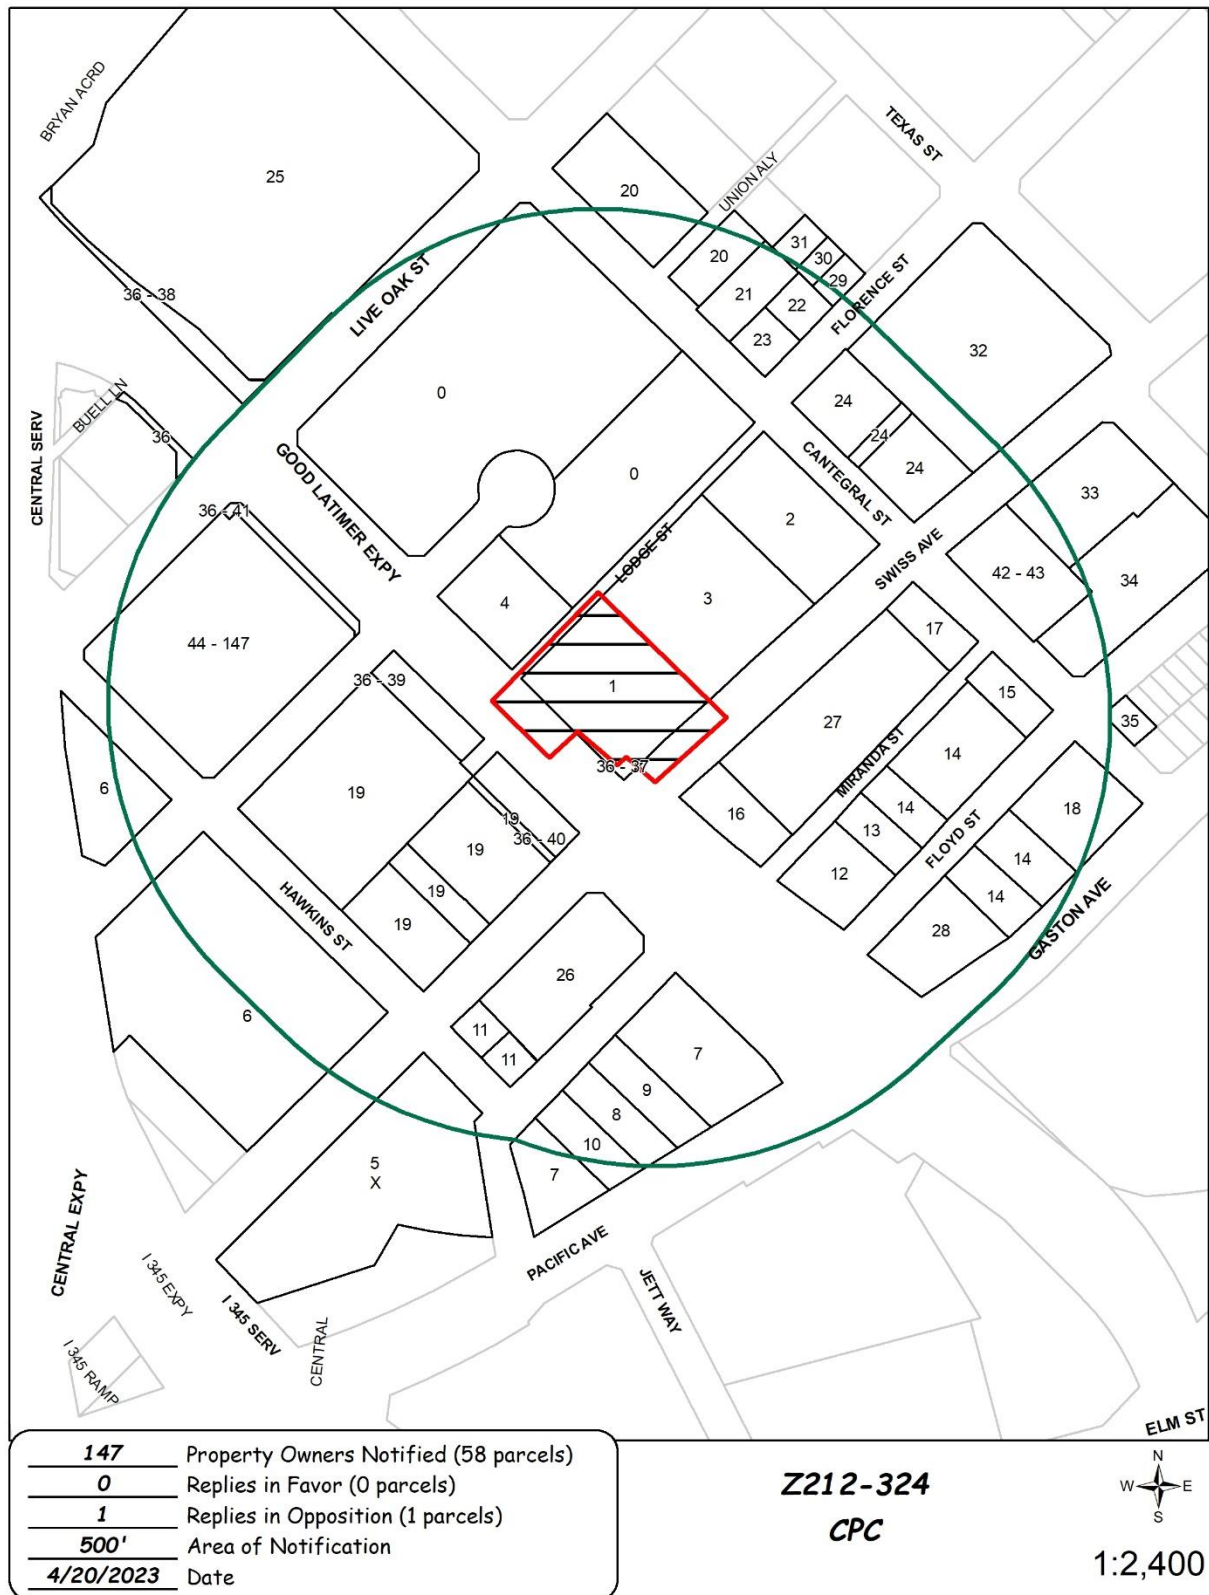 BRYAN ACRD
TEXAS ST
25
20
UNION ALY
31
30
29
20
21
22
23
FLORENCE ST
36 - 38
LIVE OAK ST
32
0
24
24
24
BUELL LN
36
CENTRAL SERV
GOOD LATIMER EXPY
0
CANTEGRAL ST
33
36 - 41
2
SWISS AVE
LODGE ST
42 - 43
34
4
3
44 - 147
17
36 - 39
1
15
27
35
MIRANDA ST
14
36 - 37
6
19
16
14
18
19
36 - 40
13
FLOYD ST
19
12
14
19
14
HAWKINS ST
19
28
GASTON AVE
26
6
11
11
7
9
8
10
7
5
X
CENTRAL EXPY
PACIFIC AVE
I 345 EXPY
JETT WAY
I 345 SERV
CENTRAL
I 345 RAMP
ELM ST
147 Property Owners Notified (58 parcels)
0 Replies in Favor (0 parcels)
1 Replies in Opposition (1 parcels)
500' Area of Notification
4/20/2023 Date
Z212-324
CPC
N
W E
S
1:2,400